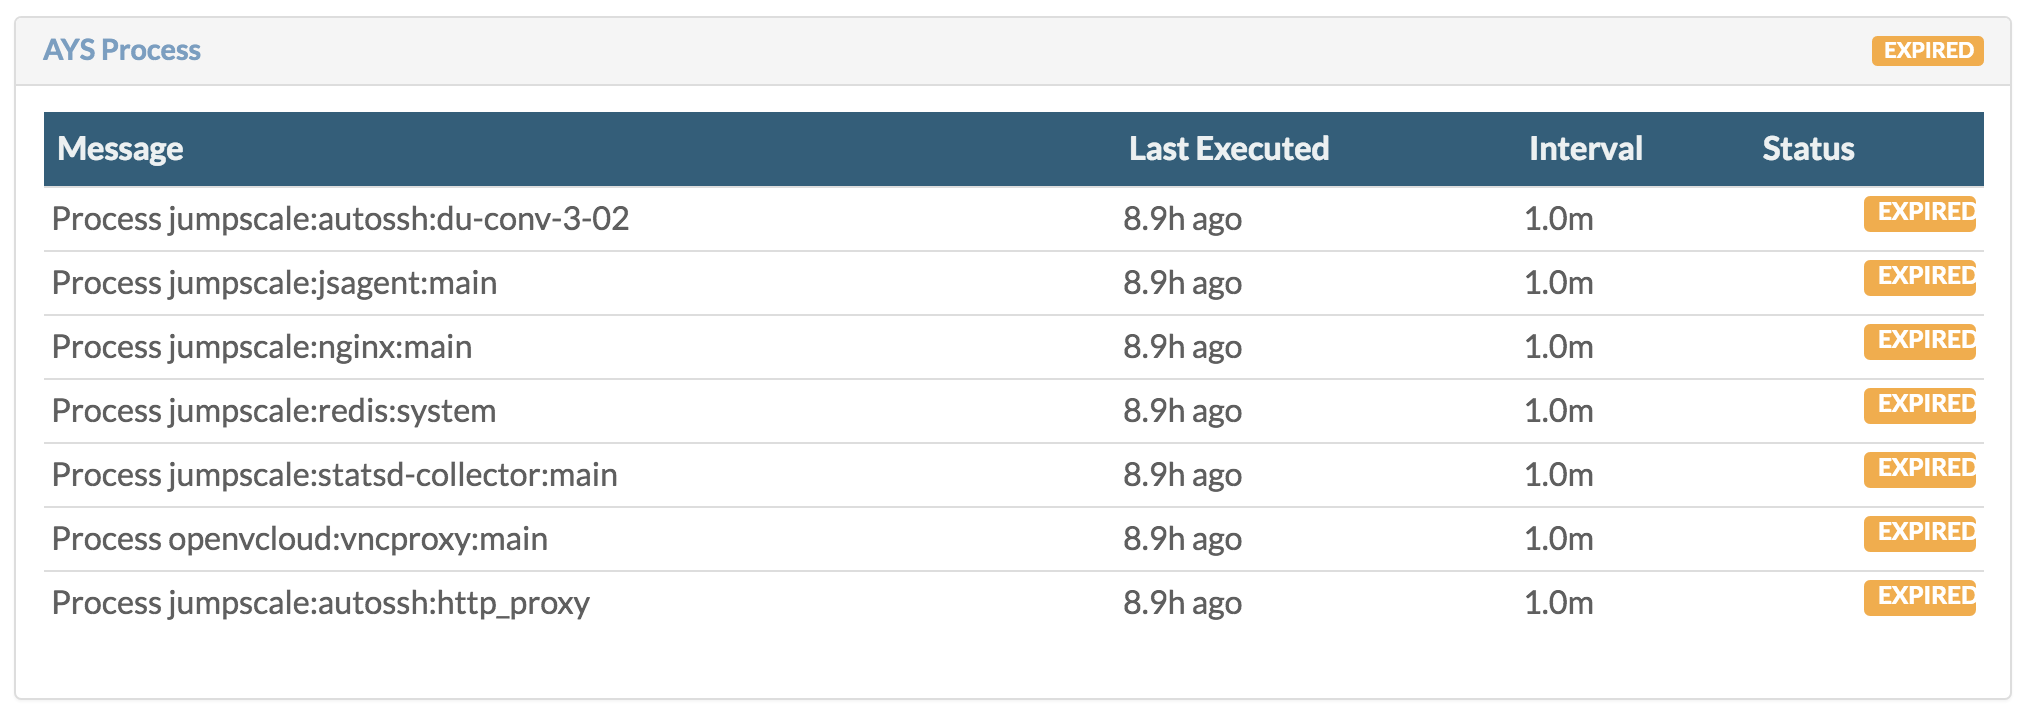 AYS Process EXPIRED
Message Last Executed Interval Status
Process jumpscale:autossh:du-conv-3-02 8.9h ago 1.0m EXPIRED
Process jumpscale:jsagent:main 8.9h ago 1.0m EXPIRED
Process jumpscale:nginx:main 8.9h ago 1.0m EXPIRED
Process jumpscale:redis:system 8.9h ago 1.0m EXPIRED
Process jumpscale:statsd-collector:main 8.9h ago 1.0m EXPIRED
Process openvcloud:vncproxy:main 8.9h ago 1.0m EXPIRED
Process jumpscale:autossh:http_proxy 8.9h ago 1.0m EXPIRED